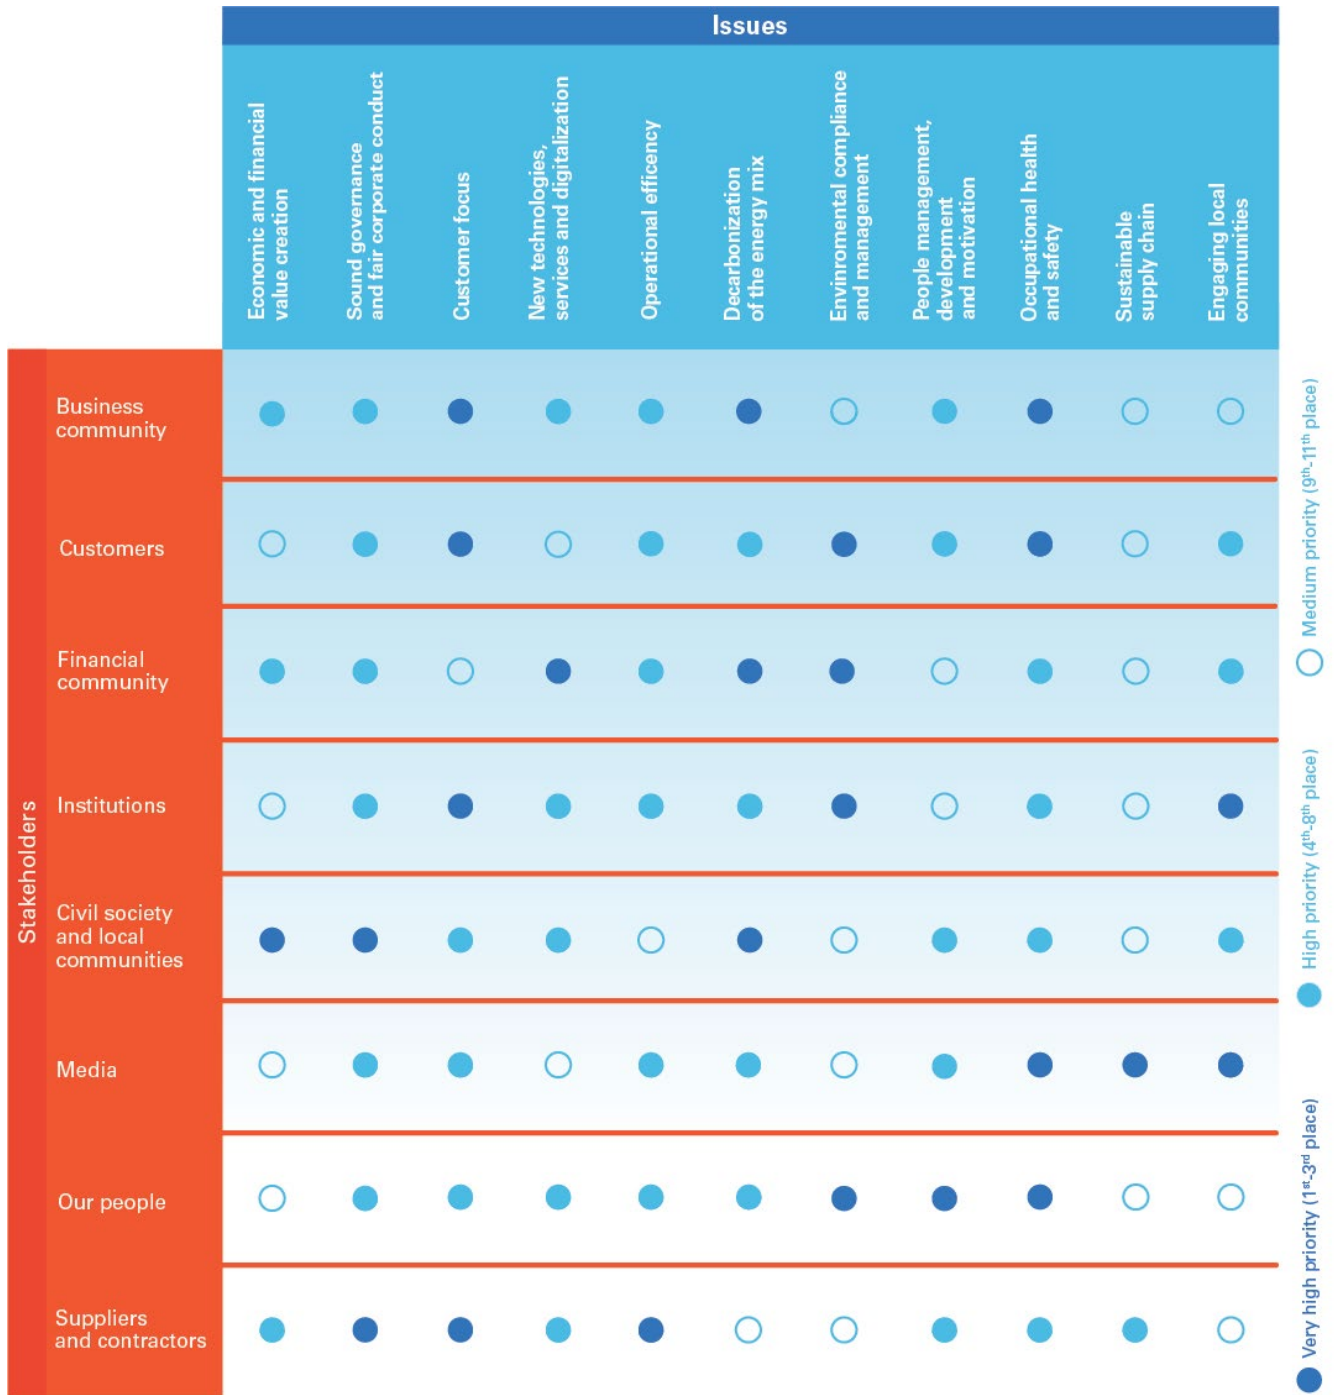 Issues
Economic and financial
value creation
Sound governance
and fair corporate conduct
Customer focus
New technologies,
services and digitalization
Operational efficency
Decarbonization
of the energy mix
Envinromental compliance
and management
People management,
development
and motivation
Occupational health
and safety
Sustainable
supply chain
Engaging local
communities
Stakeholders
Business
community
Customers
Financial
community
Institutions
Civil society
and local
communities
Media
Our people
Suppliers
and contractors
Medium priority (9th-11th place)
High priority (4th-8th place)
Very high priority (1st-3rd place)